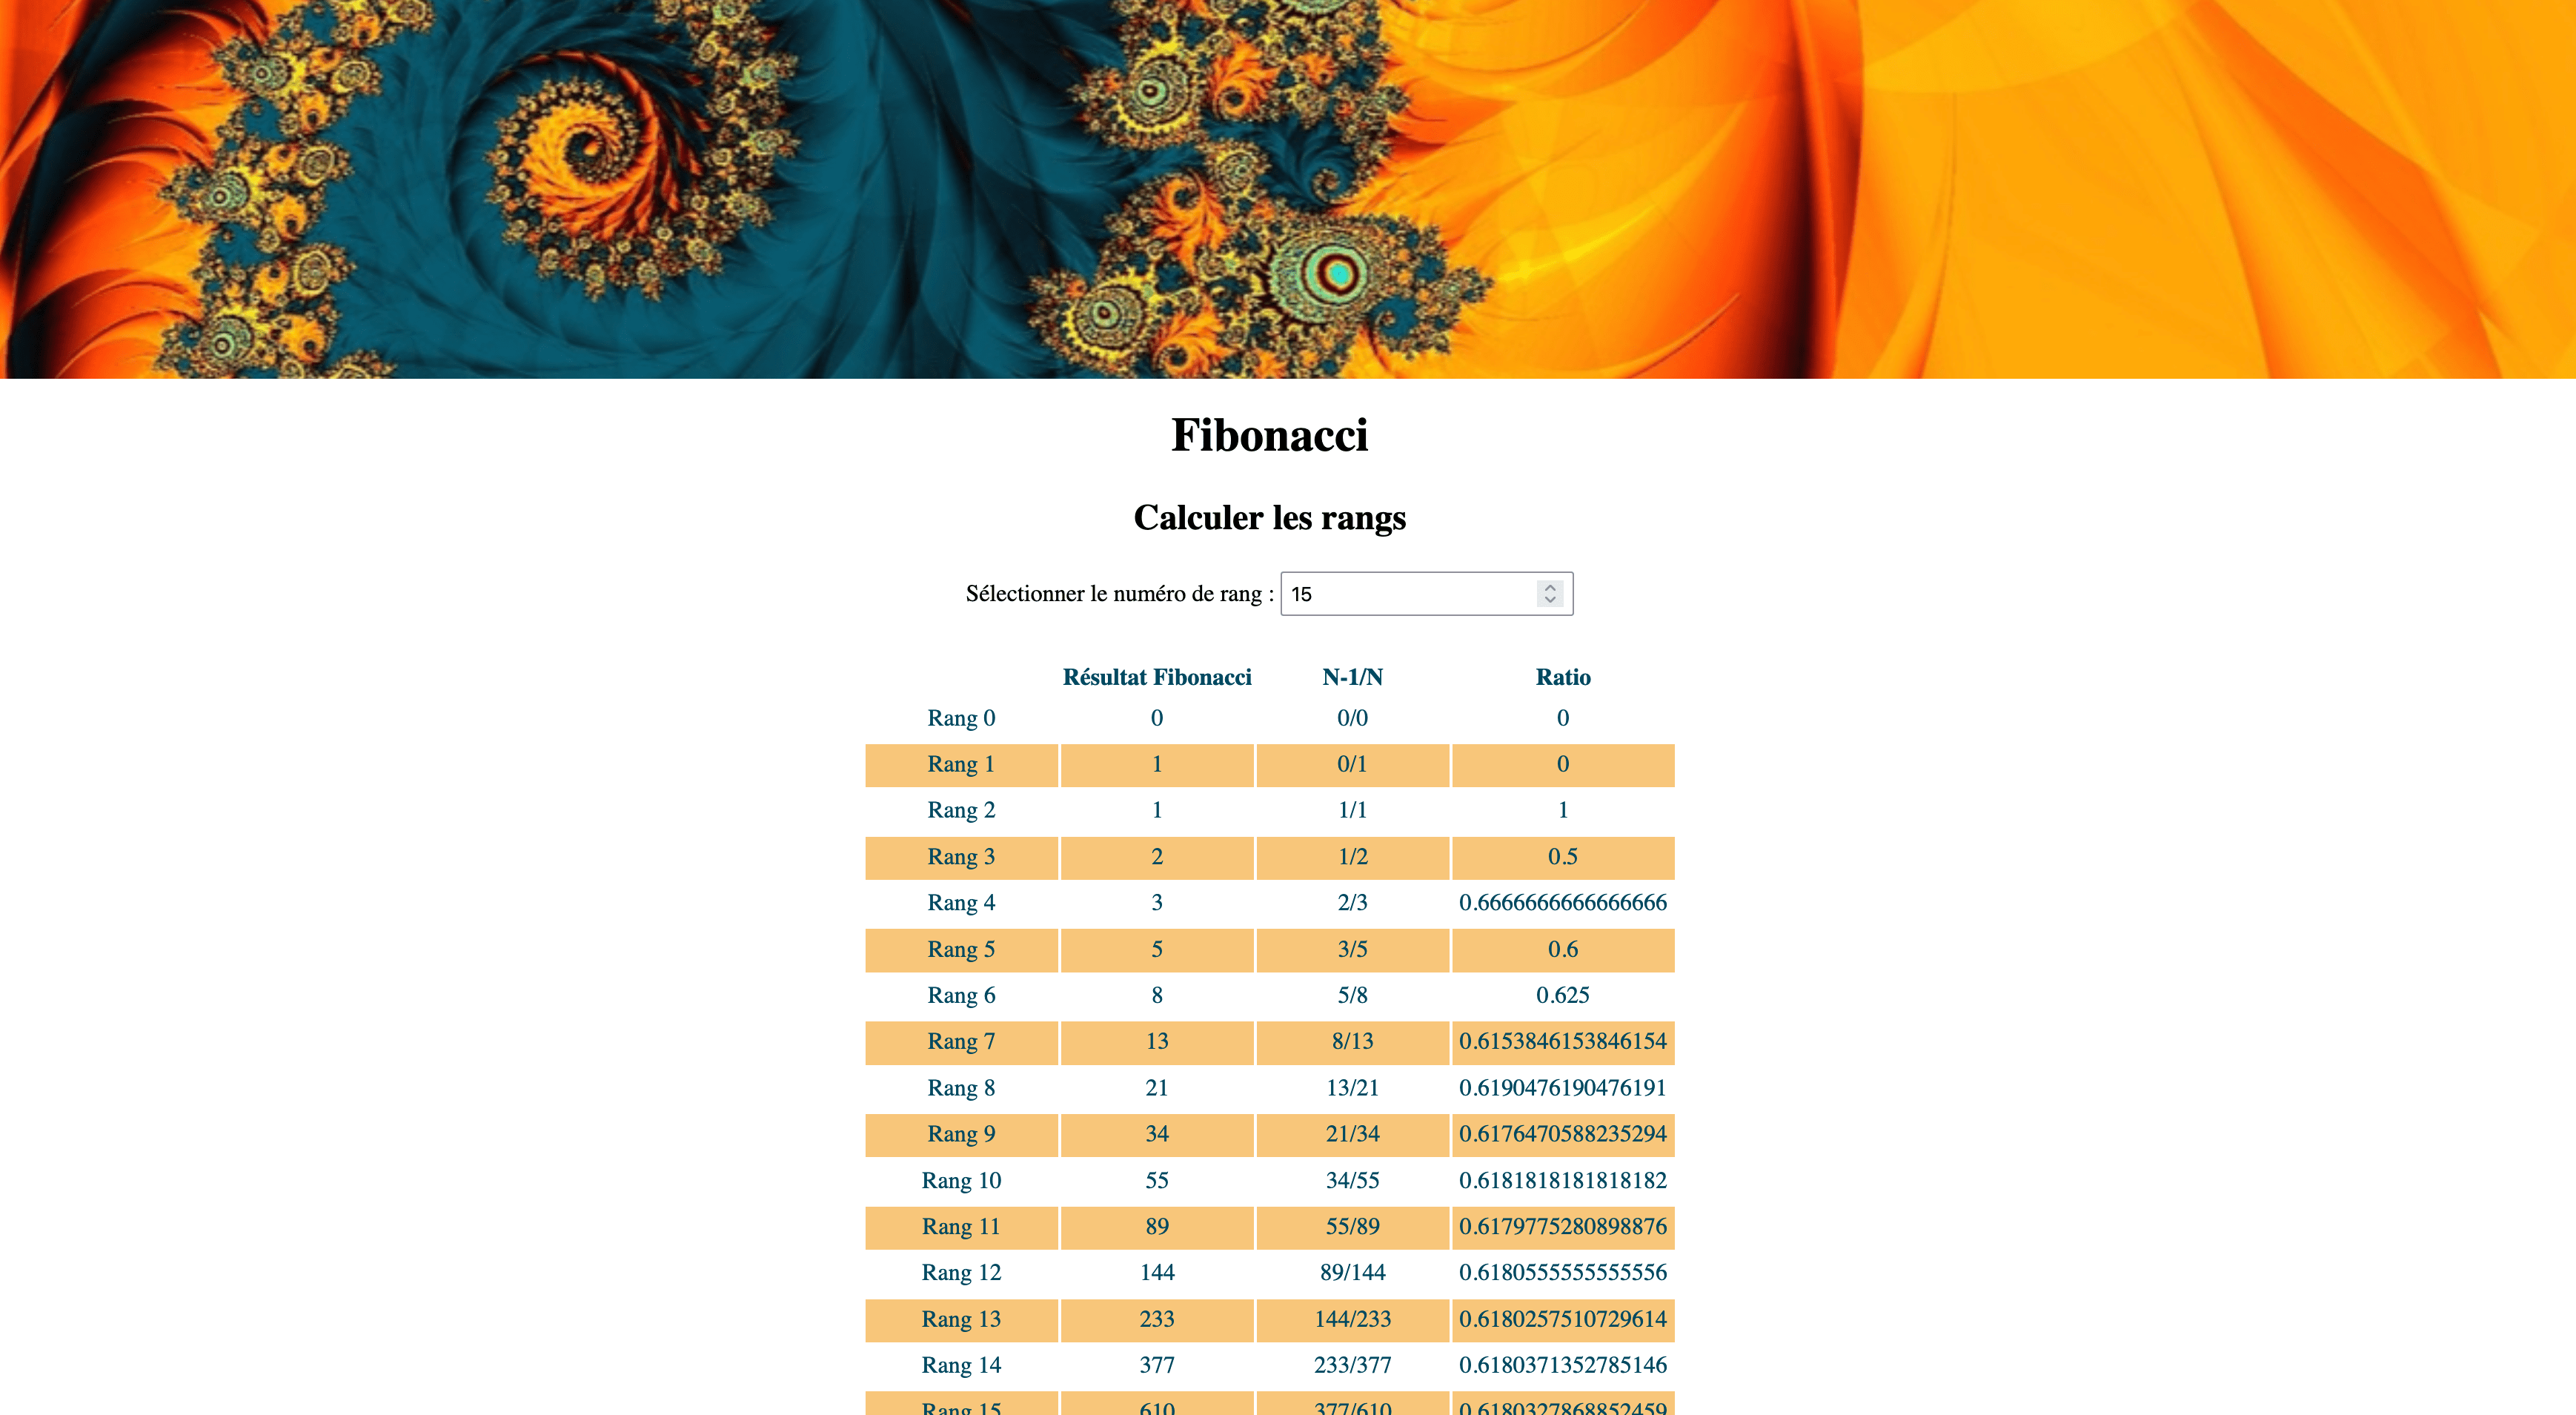 Fibonacci
Calculer les rangs
Sélectionner le numéro de rang : 15
Résultat Fibonacci N-1/N Ratio
Rang 0 0 0/0 0
Rang 1 1 0/1 0
Rang 2 1 1/1 1
Rang 3 2 1/2 0.5
Rang 4 3 2/3 0.6666666666666666
Rang 5 5 3/5 0.6
Rang 6 8 5/8 0.625
Rang 7 13 8/13 0.6153846153846154
Rang 8 21 13/21 0.6190476190476191
Rang 9 34 21/34 0.6176470588235294
Rang 10 55 34/55 0.6181818181818182
Rang 11 89 55/89 0.6179775280898876
Rang 12 144 89/144 0.6180555555555556
Rang 13 233 144/233 0.6180257510729614
Rang 14 377 233/377 0.6180371352785146
Rang 15 610 377/610 0.6180327868852459